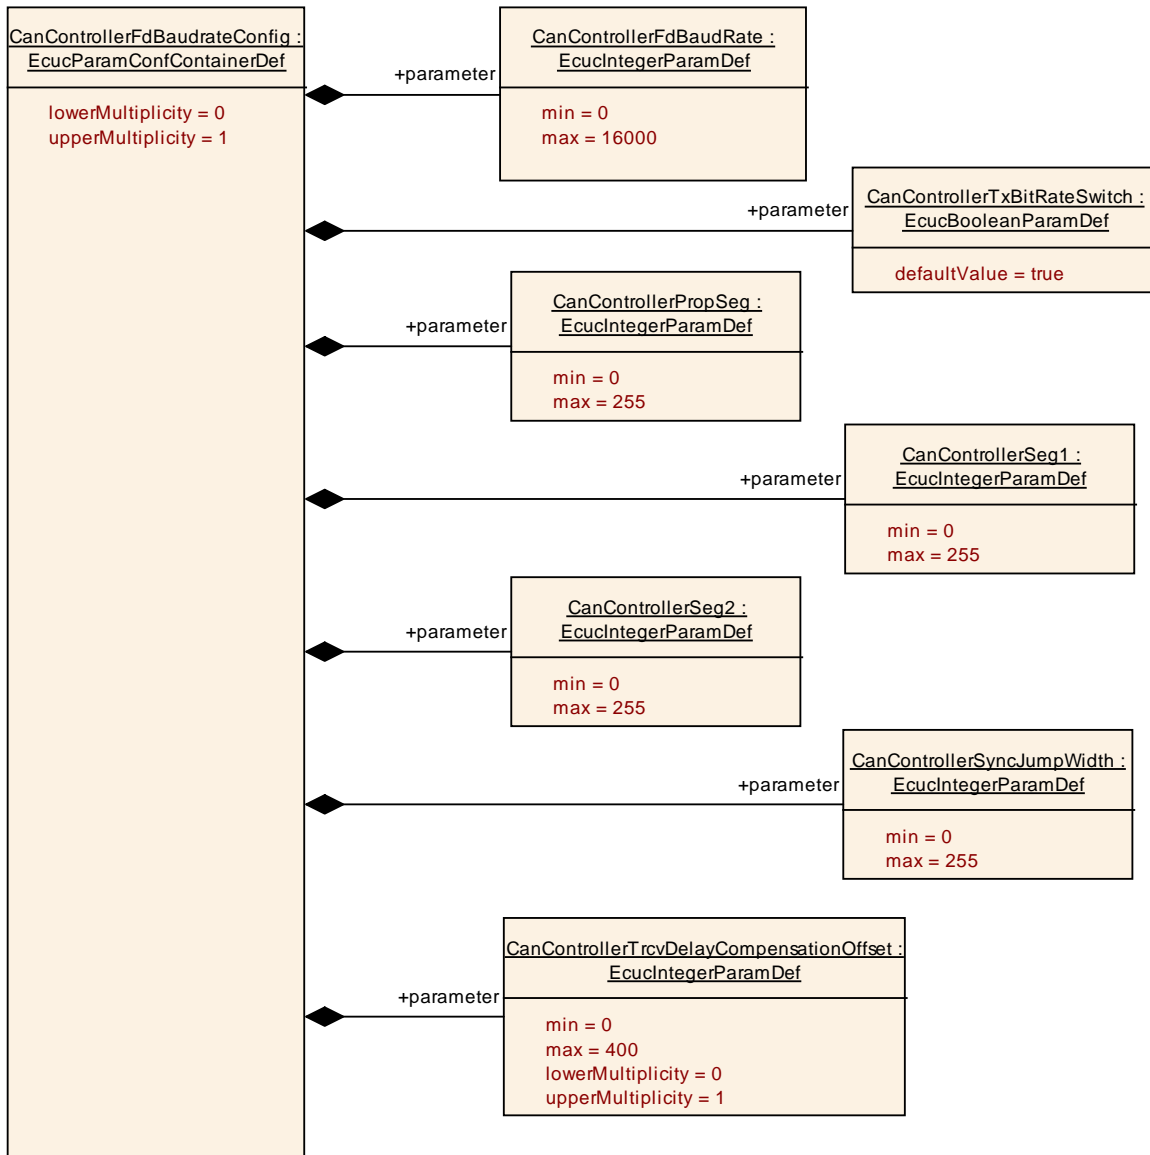 CanControllerFdBaudrateConfig :
EcucParamConfContainerDef
lowerMultiplicity = 0
upperMultiplicity = 1
+parameter
CanControllerFdBaudRate :
EcucIntegerParamDef
min = 0
max = 16000
+parameter
CanControllerTxBitRateSwitch :
EcucBooleanParamDef
defaultValue = true
+parameter
CanControllerPropSeg :
EcucIntegerParamDef
min = 0
max = 255
+parameter
CanControllerSeg1 :
EcucIntegerParamDef
min = 0
max = 255
+parameter
CanControllerSeg2 :
EcucIntegerParamDef
min = 0
max = 255
+parameter
CanControllerSyncJumpWidth :
EcucIntegerParamDef
min = 0
max = 255
+parameter
CanControllerTrcvDelayCompensationOffset :
EcucIntegerParamDef
min = 0
max = 400
lowerMultiplicity = 0
upperMultiplicity = 1